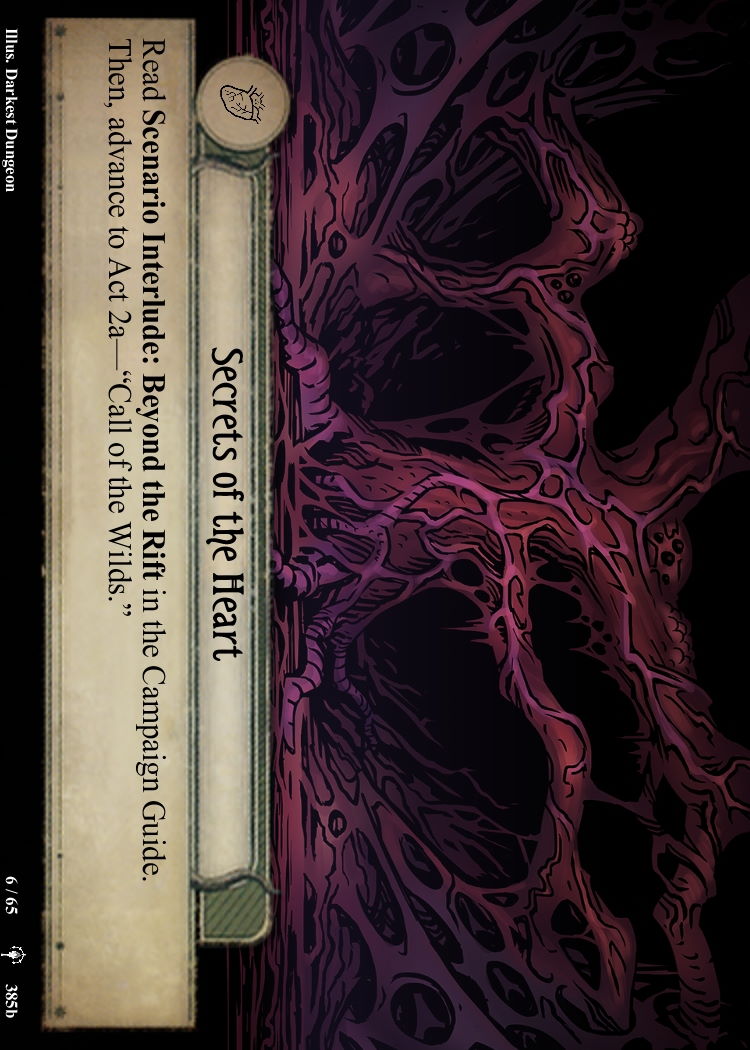 Secrets of the Heart
Read Scenario Interlude: Beyond the Rift in the Campaign Guide.
Then, advance to Act 2a—“Call of the Wilds.”
Illus. Darkest Dungeon
6 / 65
385b